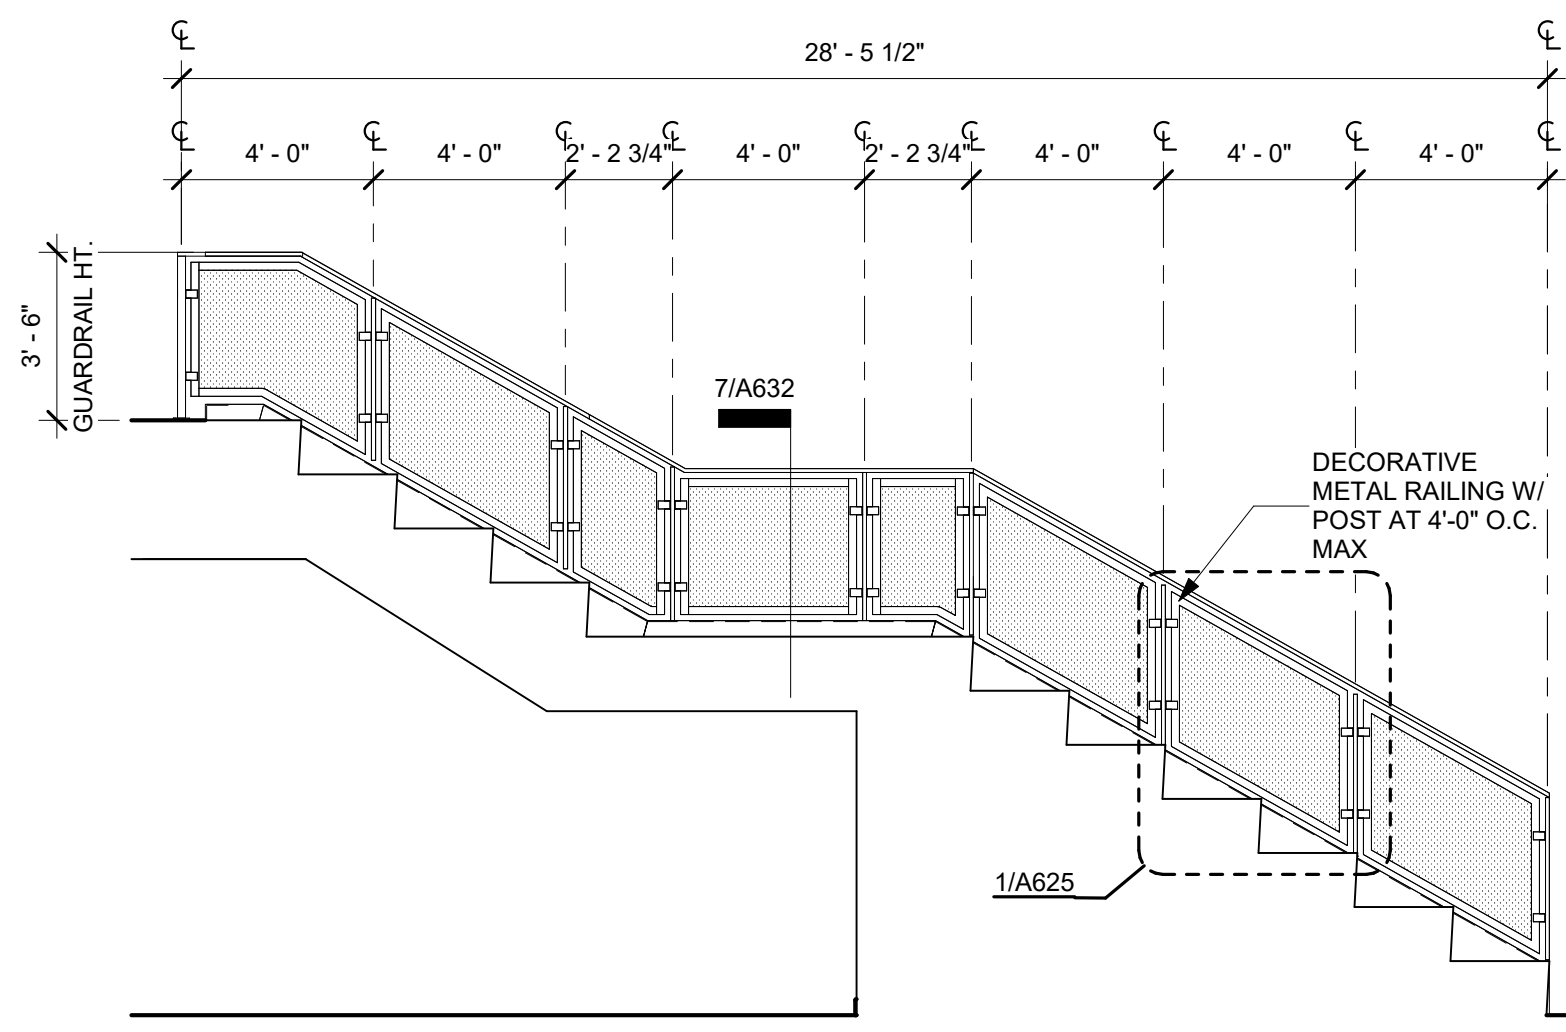 ℄ ℄
28' - 5 1/2"
℄ ℄ ℄ ℄ ℄ ℄ ℄ ℄ ℄
4' - 0" 4' - 0" 2' - 2 3/4" 4' - 0" 2' - 2 3/4" 4' - 0" 4' - 0" 4' - 0"
3' - 6"
GUARDRAIL HT.
7/A632
DECORATIVE
METAL RAILING W/
POST AT 4'-0" O.C.
MAX
1/A625